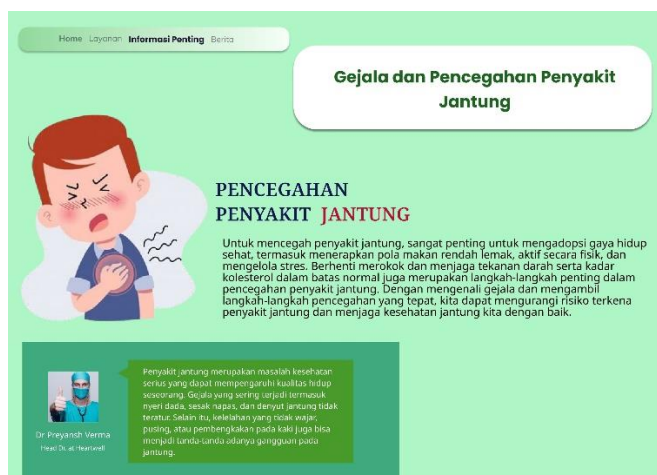 Home Layanan Informasi Penting Berita
Gejala dan Pencegahan Penyakit
Jantung
PENCEGAHAN
PENYAKIT JANTUNG
Untuk mencegah penyakit jantung, sangat penting untuk mengadopsi gaya hidup
sehat, termasuk menerapkan pola makan rendah lemak, aktif secara fisik, dan
mengelola stres. Berhenti merokok dan menjaga tekanan darah serta kadar
kolesterol dalam batas normal juga merupakan langkah-langkah penting dalam
pencegahan penyakit jantung. Dengan mengenali gejala dan mengambil
langkah-langkah pencegahan yang tepat, kita dapat mengurangi risiko terkena
penyakit jantung dan menjaga kesehatan jantung kita dengan baik.
Penyakit jantung merupakan masalah kesehatan
serius yang dapat mempengaruhi kualitas hidup
seseorang. Gejala yang sering terjadi termasuk
nyeri dada, sesak napas, dan denyut jantung tidak
teratur. Selain itu, kelelahan yang tidak wajar,
pusing, atau pembengkakan pada kaki juga bisa
menjadi tanda-tanda adanya gangguan pada
jantung.
Dr Preyansh Verma
Head Dr. at Heartwell